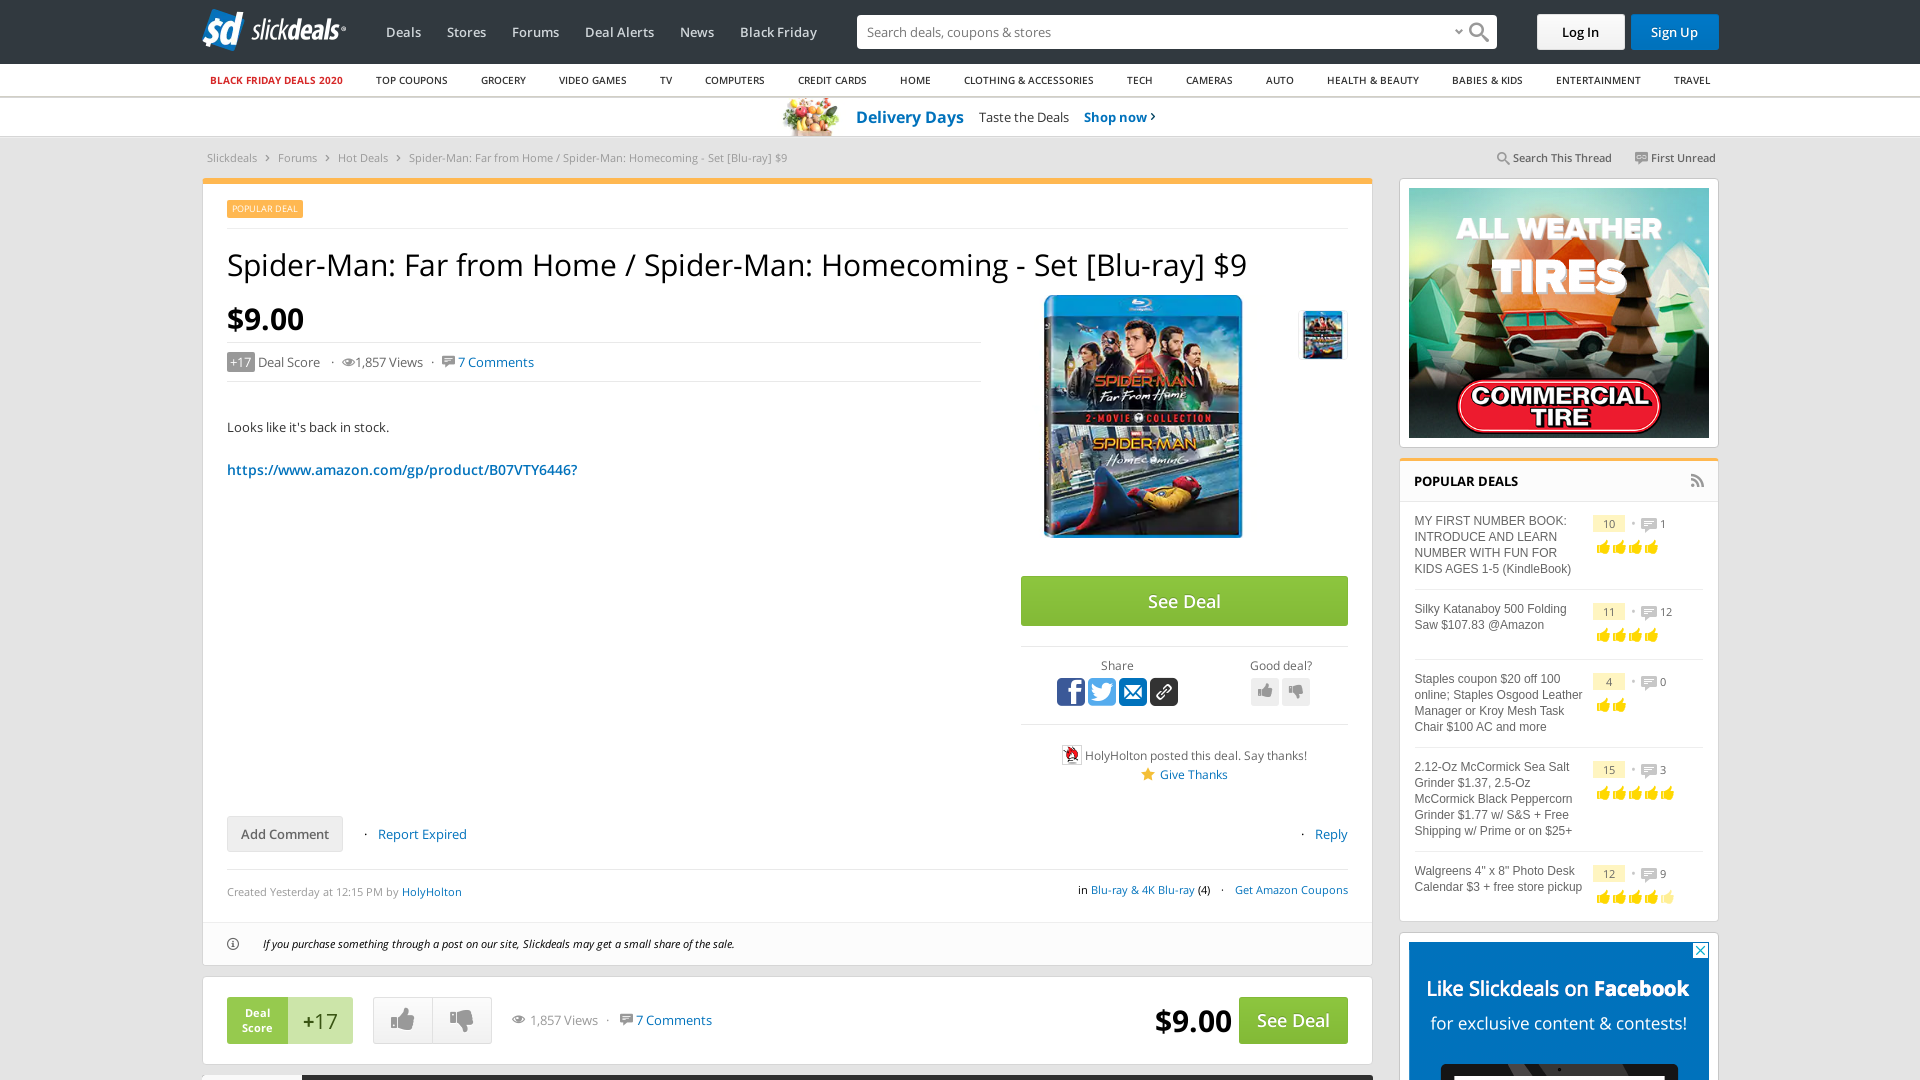 sd slickdeals
Deals
Stores
Forums
Deal Alerts
News
Black Friday
Search deals, coupons & shares
Log In
Sign Up
BLACK FRIDAY DEALS 2020
TOP COUPONS
GROCERY
VIDEO GAMES
TV
COMPUTERS
CREDIT CARDS
HOME
CLOTHING & ACCESSORIES
TECH
CAMERAS
AUTO
HEALTH & BEAUTY
BABIES & KIDS
ENTERTAINMENT
TRAVEL
Delivery Days Taste the Deals Shop now ›
Slickdeals › Forums › Hot Deals › Spider-Man: Far from Home / Spider-Man: Homecoming - Set [Blu-ray] $9
Search This Thread
First Unread
POPULAR DEAL
Spider-Man: Far from Home / Spider-Man: Homecoming - Set [Blu-ray] $9
$9.00
+17 Deal Score · 1,857 Views · 7 Comments
Looks like it's back in stock.
https://www.amazon.com/gp/product/B07VTY6446?
SPIDER-MAN
Far From Home
2-MOVIE COLLECTION
SPIDER-MAN
Homecoming
See Deal
Share
Good deal?
HolyHolton posted this deal. Say thanks!
Give Thanks
Add Comment
· Report Expired
· Reply
Created Yesterday at 12:15 PM by HolyHolton
in Blu-ray & 4K Blu-ray (4) · Get Amazon Coupons
If you purchase something through a post on our site, Slickdeals may get a small share of the sale.
Deal
Score
+17
1,857 Views · 7 Comments
$9.00
See Deal
ALL WEATHER
TIRES
COMMERCIAL
TIRE
POPULAR DEALS
MY FIRST NUMBER BOOK:
INTRODUCE AND LEARN
NUMBER WITH FUN FOR
KIDS AGES 1-5 (KindleBook)
10 • 1
Silky Katanaboy 500 Folding
Saw $107.83 @Amazon
11 • 12
Staples coupon $20 off 100
online; Staples Osgood Leather
Manager or Kroy Mesh Task
Chair $100 AC and more
4 • 0
2.12-Oz McCormick Sea Salt
Grinder $1.37, 2.5-Oz
McCormick Black Peppercorn
Grinder $1.77 w/ S&S + Free
Shipping w/ Prime or on $25+
15 • 3
Walgreens 4" x 8" Photo Desk
Calendar $3 + free store pickup
12 • 9
Like Slickdeals on Facebook
for exclusive content & contests!